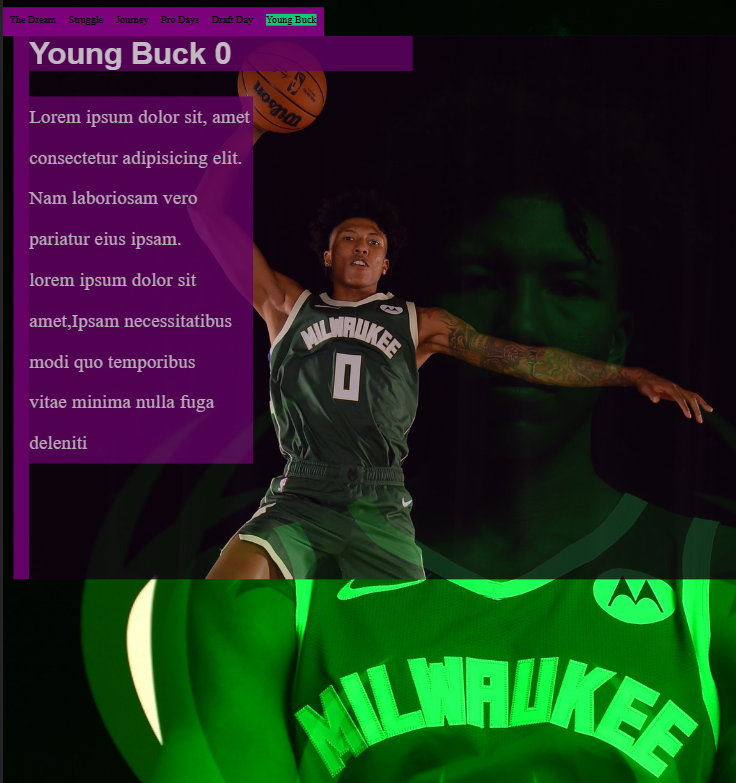 The Dream Struggle Journey Pro Days Draft Day Young Buck
Young Buck 0
Wilson
Lorem ipsum dolor sit, amet
consectetur adipisicing elit.
Nam laboriosam vero
pariatur eius ipsam.
lorem ipsum dolor sit
amet,Ipsam necessitatibus
modi quo temporibus
vitae minima nulla fuga
deleniti
MILWAUKEE
0
MILWAUKEE